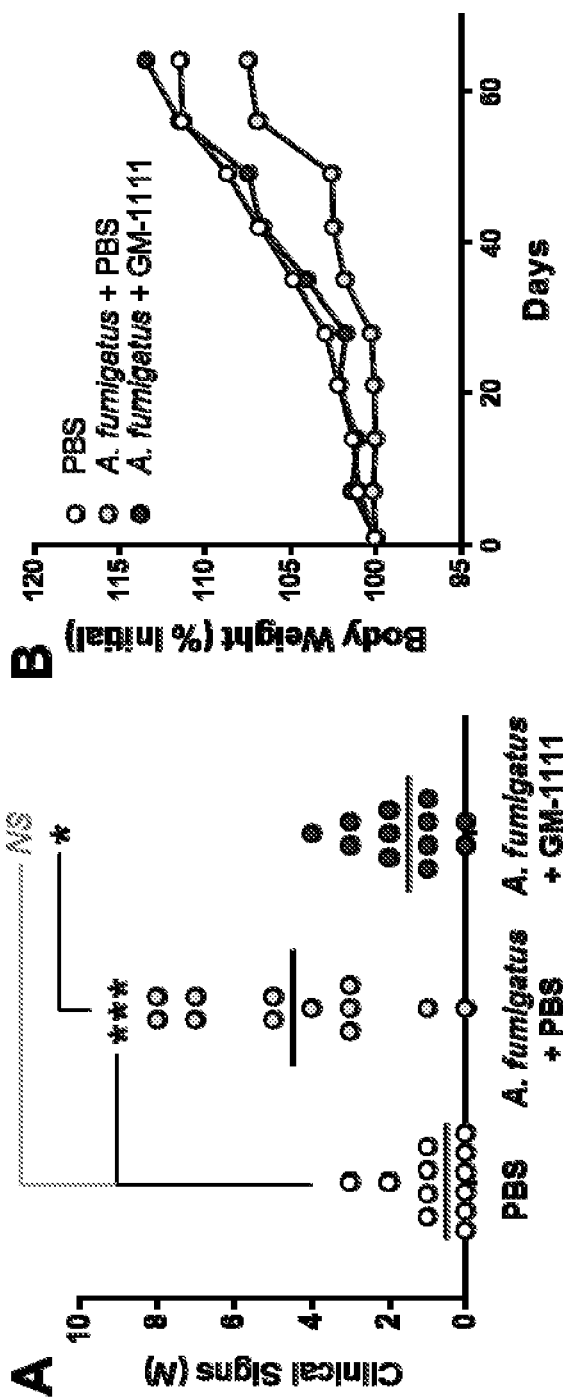 A
Clinical Signs (N)
10
8
6
4
2
0
NS
*
***
PBS
A. fumigatus
+ PBS
A. fumigatus
+ GM-1111
B
Body Weight (% Initial)
120
115
110
105
100
95
PBS
A. fumigatus + PBS
A. fumigatus + GM-1111
0
20
40
60
Days